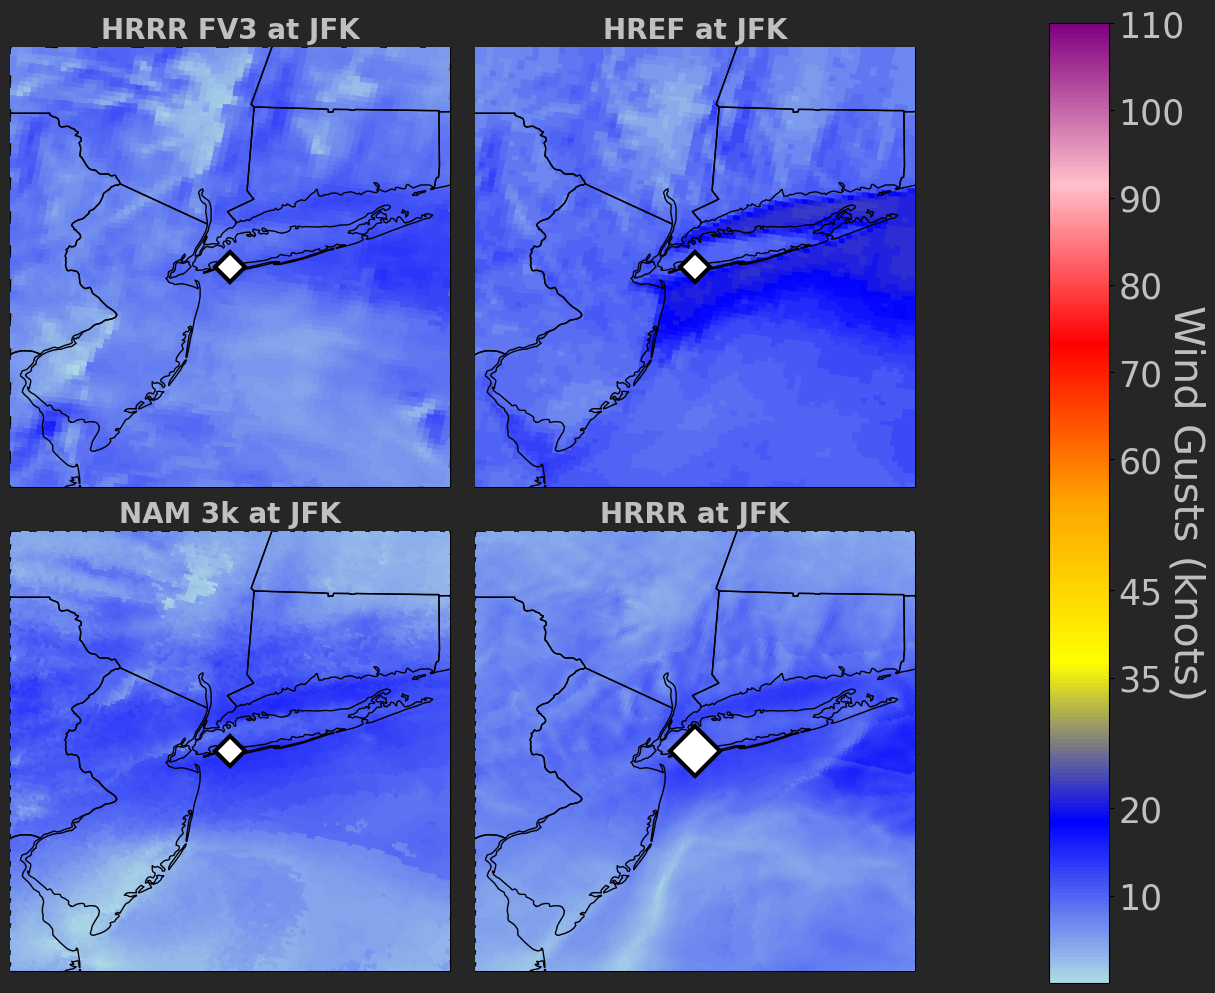 HRRR FV3 at JFK
HREF at JFK
NAM 3k at JFK
HRRR at JFK
110
100
90
80
70
60
45
35
20
10
Wind Gusts (knots)